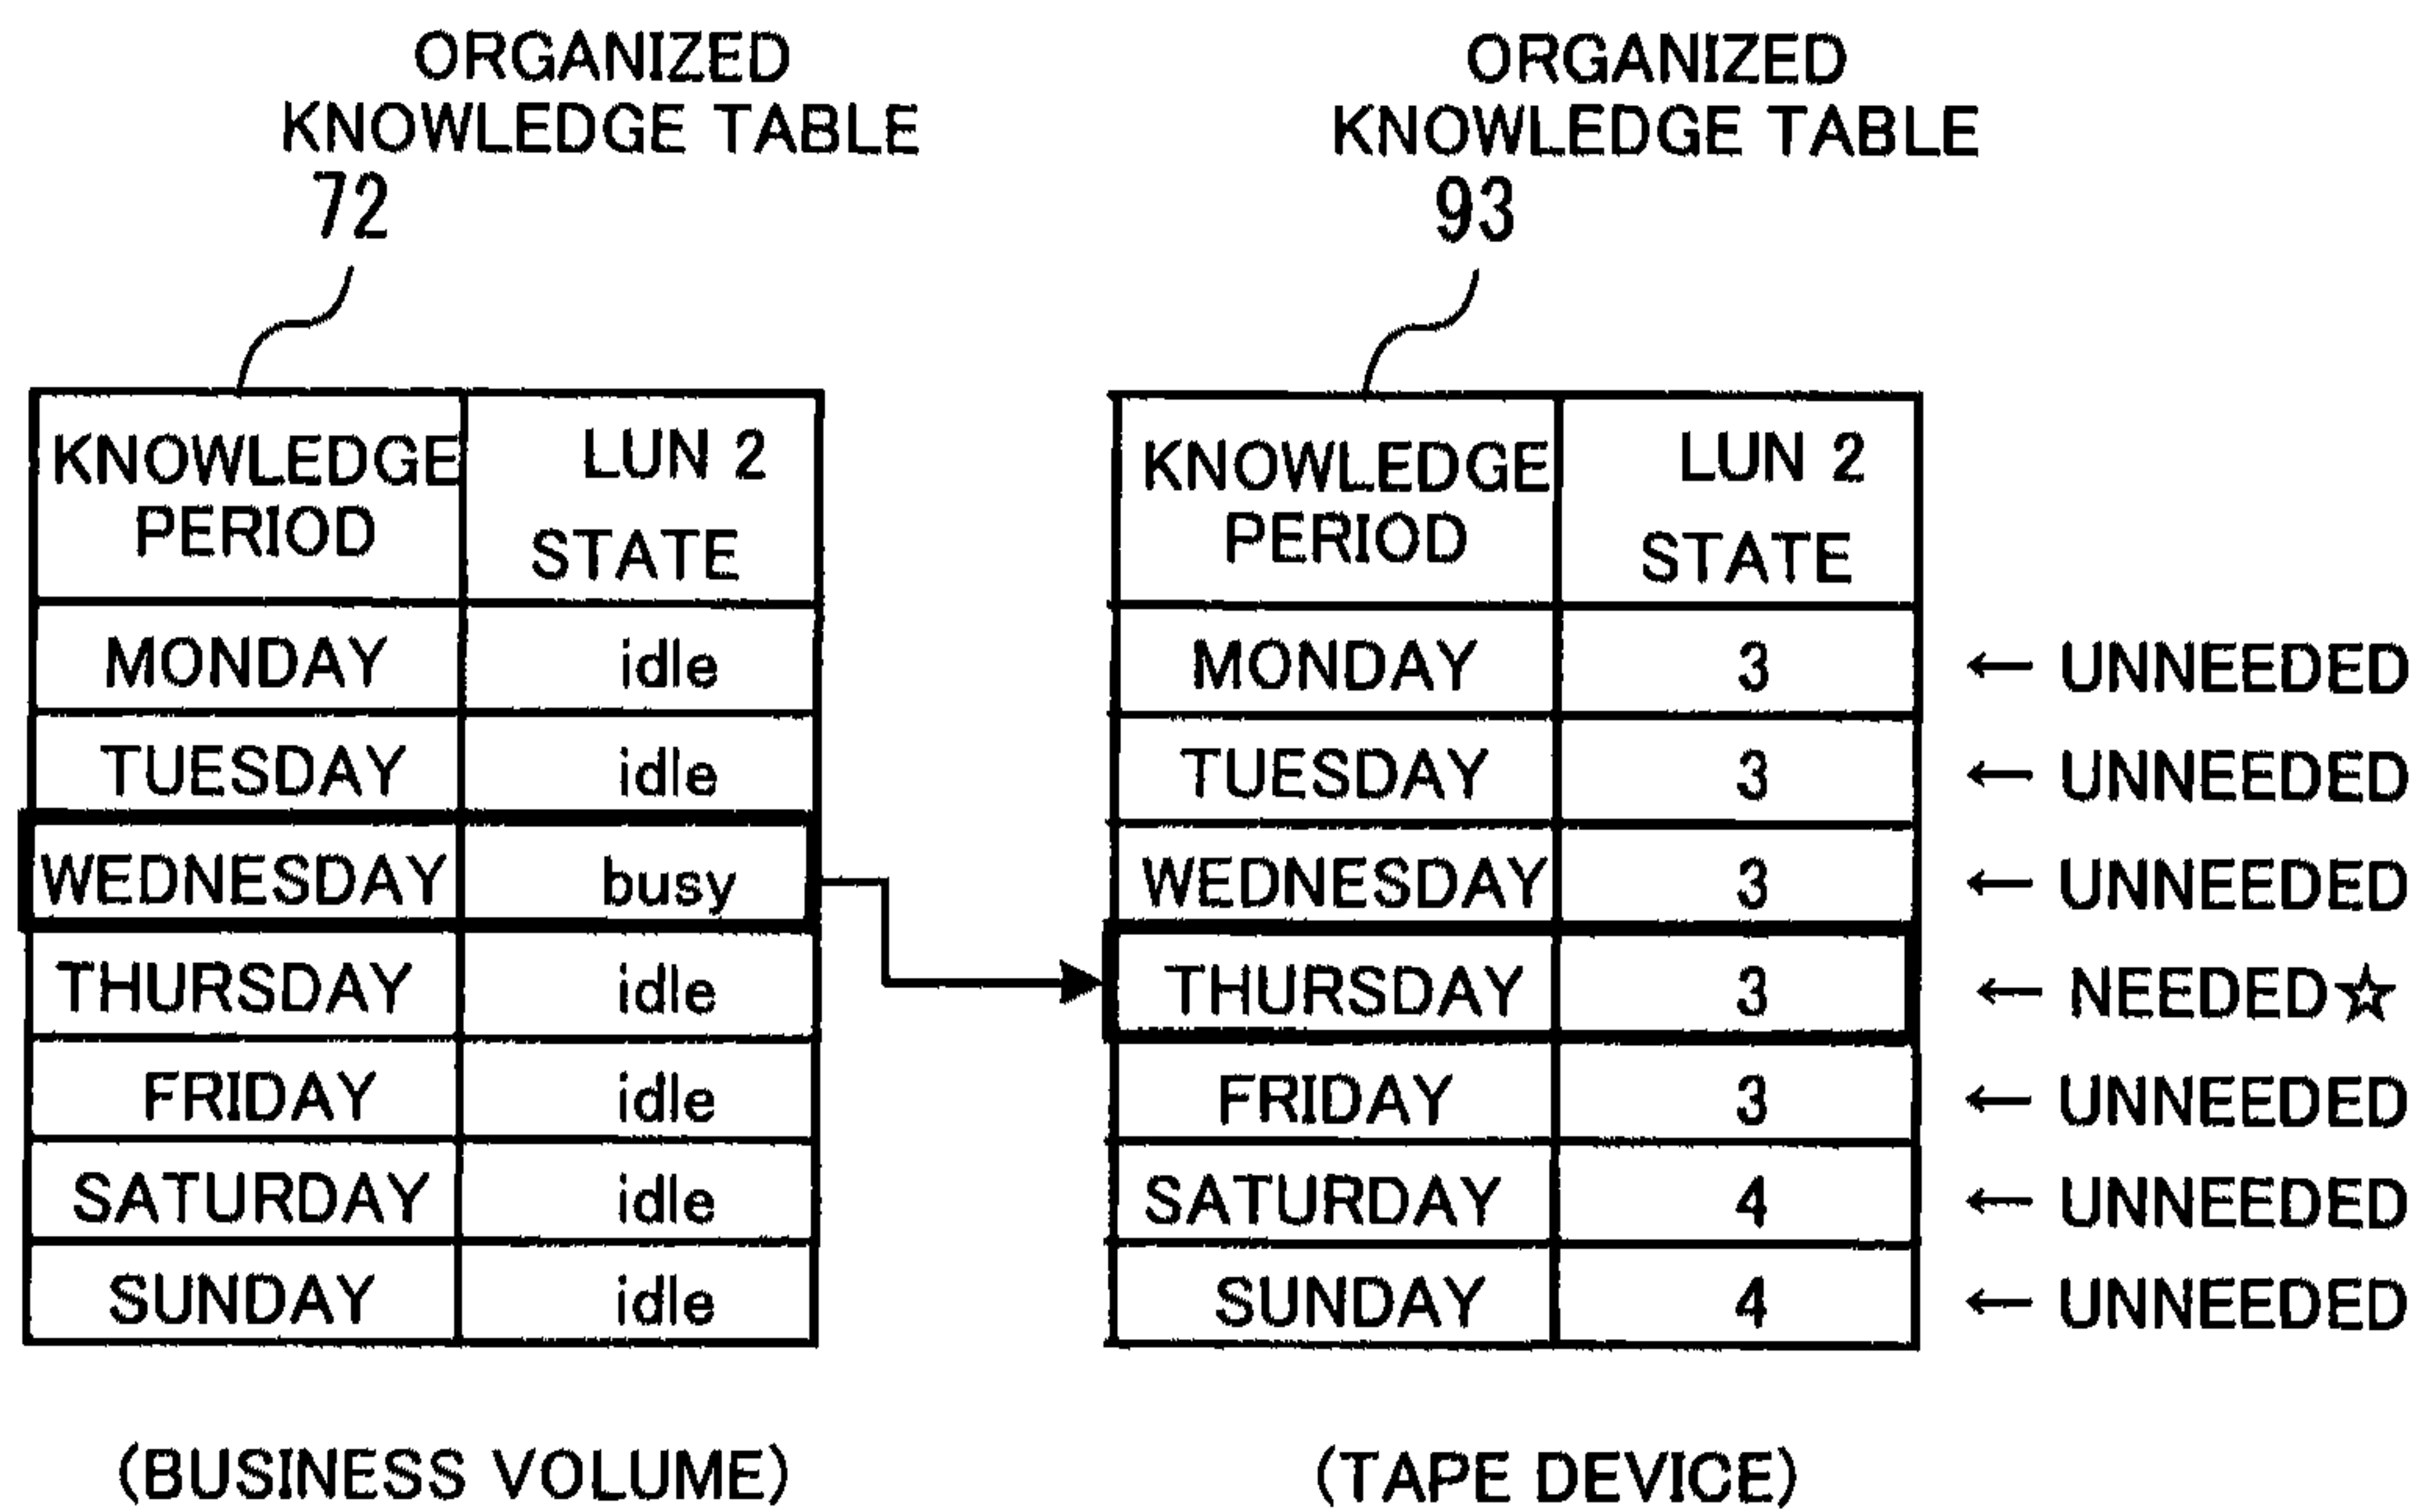 ORGANIZED
KNOWLEDGE TABLE
72
KNOWLEDGE PERIOD | LUN 2 STATE
MONDAY | idle
TUESDAY | idle
WEDNESDAY | busy
THURSDAY | idle
FRIDAY | idle
SATURDAY | idle
SUNDAY | idle
(BUSINESS VOLUME)
ORGANIZED
KNOWLEDGE TABLE
93
KNOWLEDGE PERIOD | LUN 2 STATE
MONDAY | 3 ← UNNEEDED
TUESDAY | 3 ← UNNEEDED
WEDNESDAY | 3 ← UNNEEDED
THURSDAY | 3 ← NEEDED☆
FRIDAY | 3 ← UNNEEDED
SATURDAY | 4 ← UNNEEDED
SUNDAY | 4 ← UNNEEDED
(TAPE DEVICE)